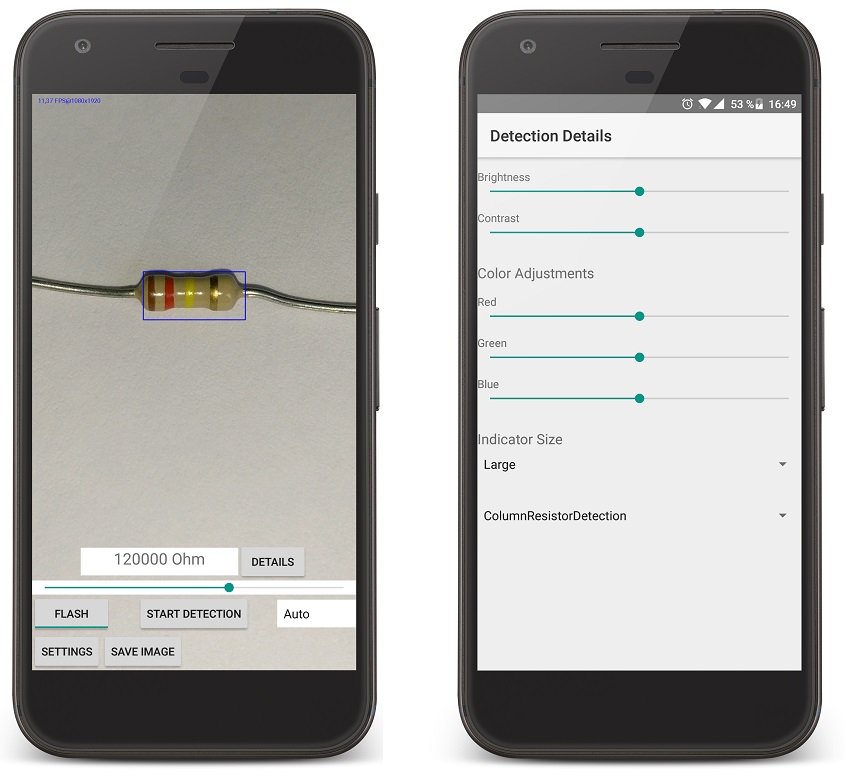 11,37 FPS@1080x1920
120000 Ohm
DETAILS
FLASH
START DETECTION
Auto
SETTINGS
SAVE IMAGE
53 % 16:49
Detection Details
Brightness
Contrast
Color Adjustments
Red
Green
Blue
Indicator Size
Large
ColumnResistorDetection